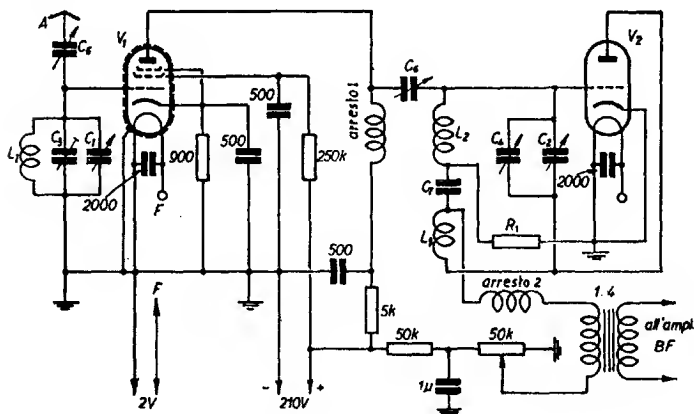 A
C6
V1
L1
C3
C1
2000
F
900
500
500
250k
arresto 1
C6
L2
C7
L3
C4
C2
V2
2000
R1
500
5k
arresto 2
1.4
F
2V
-
210V
+
50k
1µ
50k
all'ampl.
BF